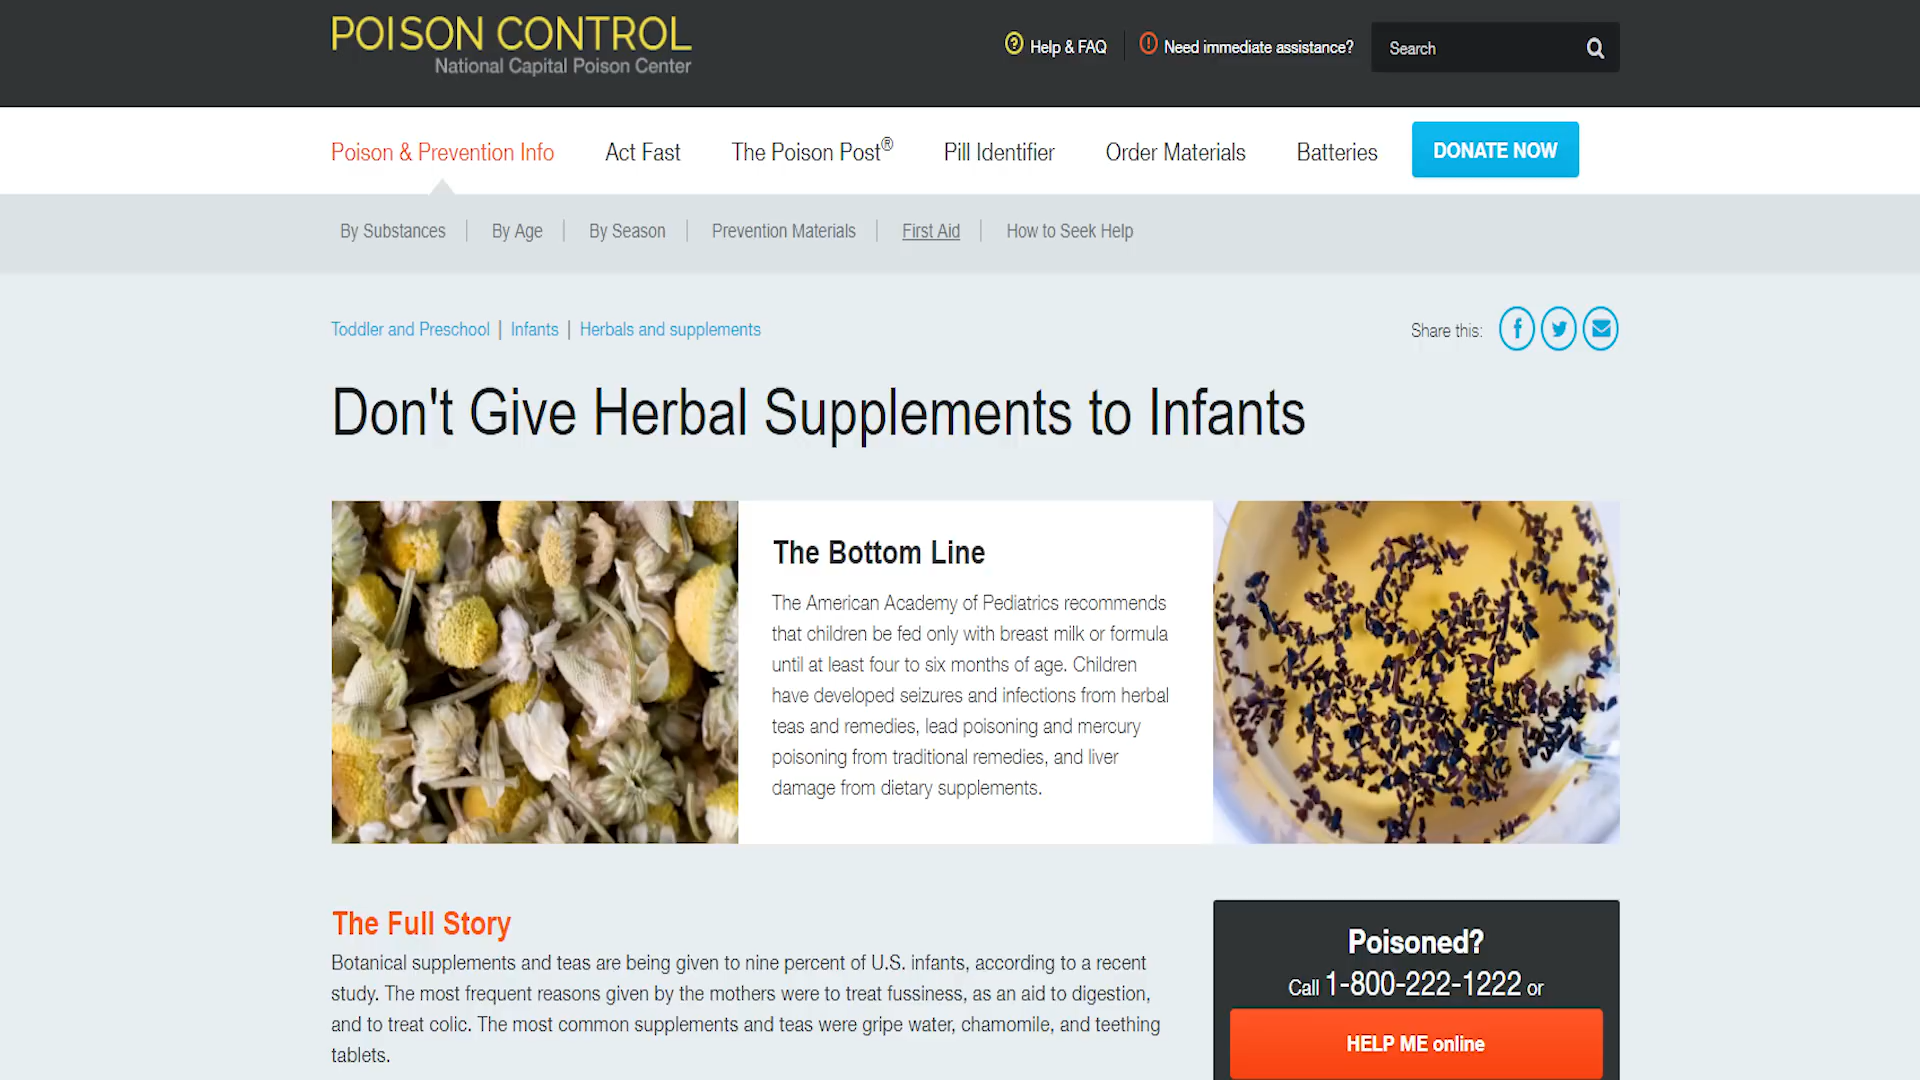 POISON CONTROL
National Capital Poison Center
Help & FAQ
Need immediate assistance?
Search
Poison & Prevention Info
Act Fast
The Poison Post®
Pill Identifier
Order Materials
Batteries
DONATE NOW
By Substances
By Age
By Season
Prevention Materials
First Aid
How to Seek Help
Toddler and Preschool | Infants | Herbals and supplements
Share this:
Don't Give Herbal Supplements to Infants
The Bottom Line
The American Academy of Pediatrics recommends
that children be fed only with breast milk or formula
until at least four to six months of age. Children
have developed seizures and infections from herbal
teas and remedies, lead poisoning and mercury
poisoning from traditional remedies, and liver
damage from dietary supplements.
The Full Story
Botanical supplements and teas are being given to nine percent of U.S. infants, according to a recent
study. The most frequent reasons given by the mothers were to treat fussiness, as an aid to digestion,
and to treat colic. The most common supplements and teas were gripe water, chamomile, and teething
tablets.
Poisoned?
Call 1-800-222-1222 or
HELP ME online